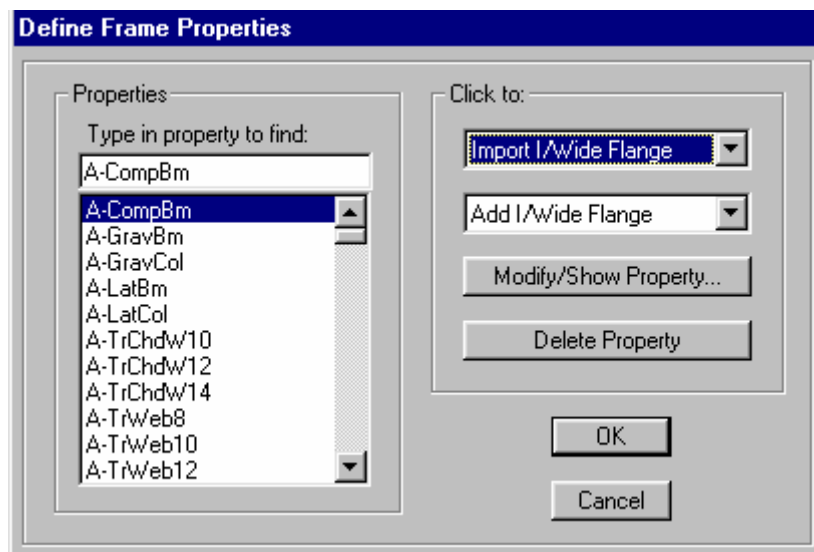 Define Frame Properties
Properties
Type in property to find:
A-CompBm
A-CompBm
A-GravBm
A-GravCol
A-LatBm
A-LatCol
A-TrChdW10
A-TrChdW12
A-TrChdW14
A-TrWeb8
A-TrWeb10
A-TrWeb12
Click to:
Import I/Wide Flange
Add I/Wide Flange
Modify/Show Property...
Delete Property
OK
Cancel